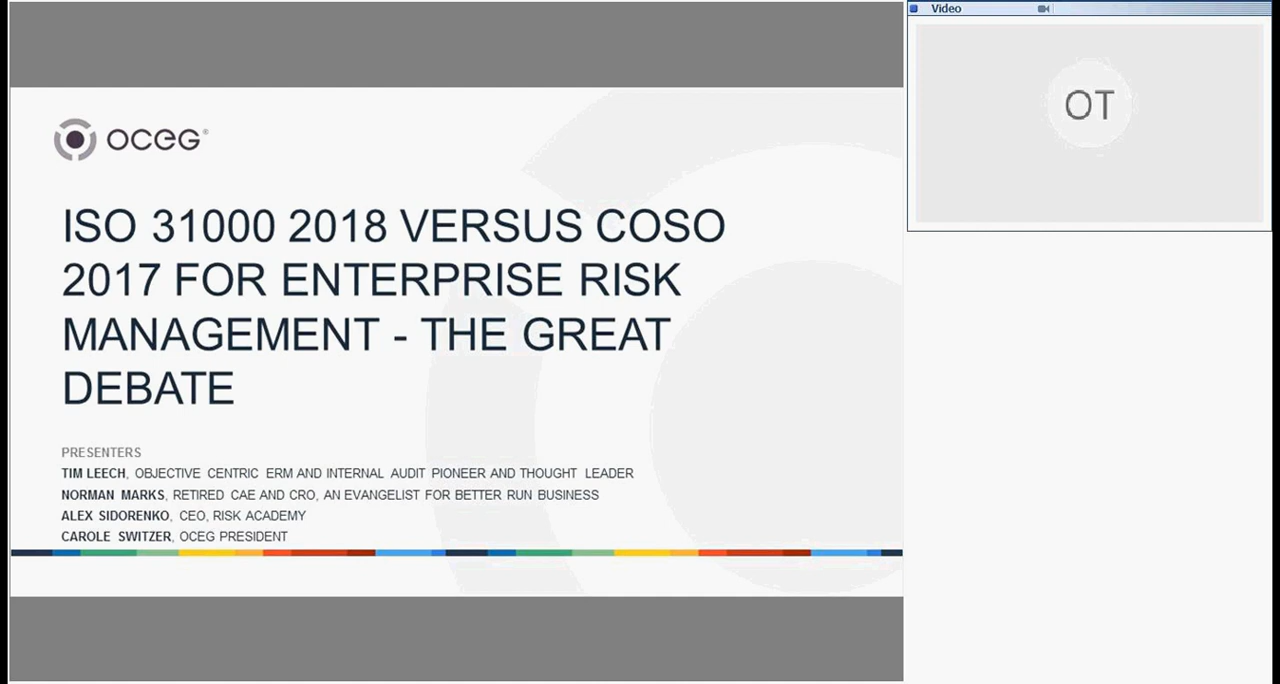 Video
OT
oceg®
ISO 31000 2018 VERSUS COSO
2017 FOR ENTERPRISE RISK
MANAGEMENT - THE GREAT
DEBATE
PRESENTERS
TIM LEECH, OBJECTIVE CENTRIC ERM AND INTERNAL AUDIT PIONEER AND THOUGHT LEADER
NORMAN MARKS, RETIRED CAE AND CRO, AN EVANGELIST FOR BETTER RUN BUSINESS
ALEX SIDORENKO, CEO, RISK ACADEMY
CAROLE SWITZER, OCEG PRESIDENT